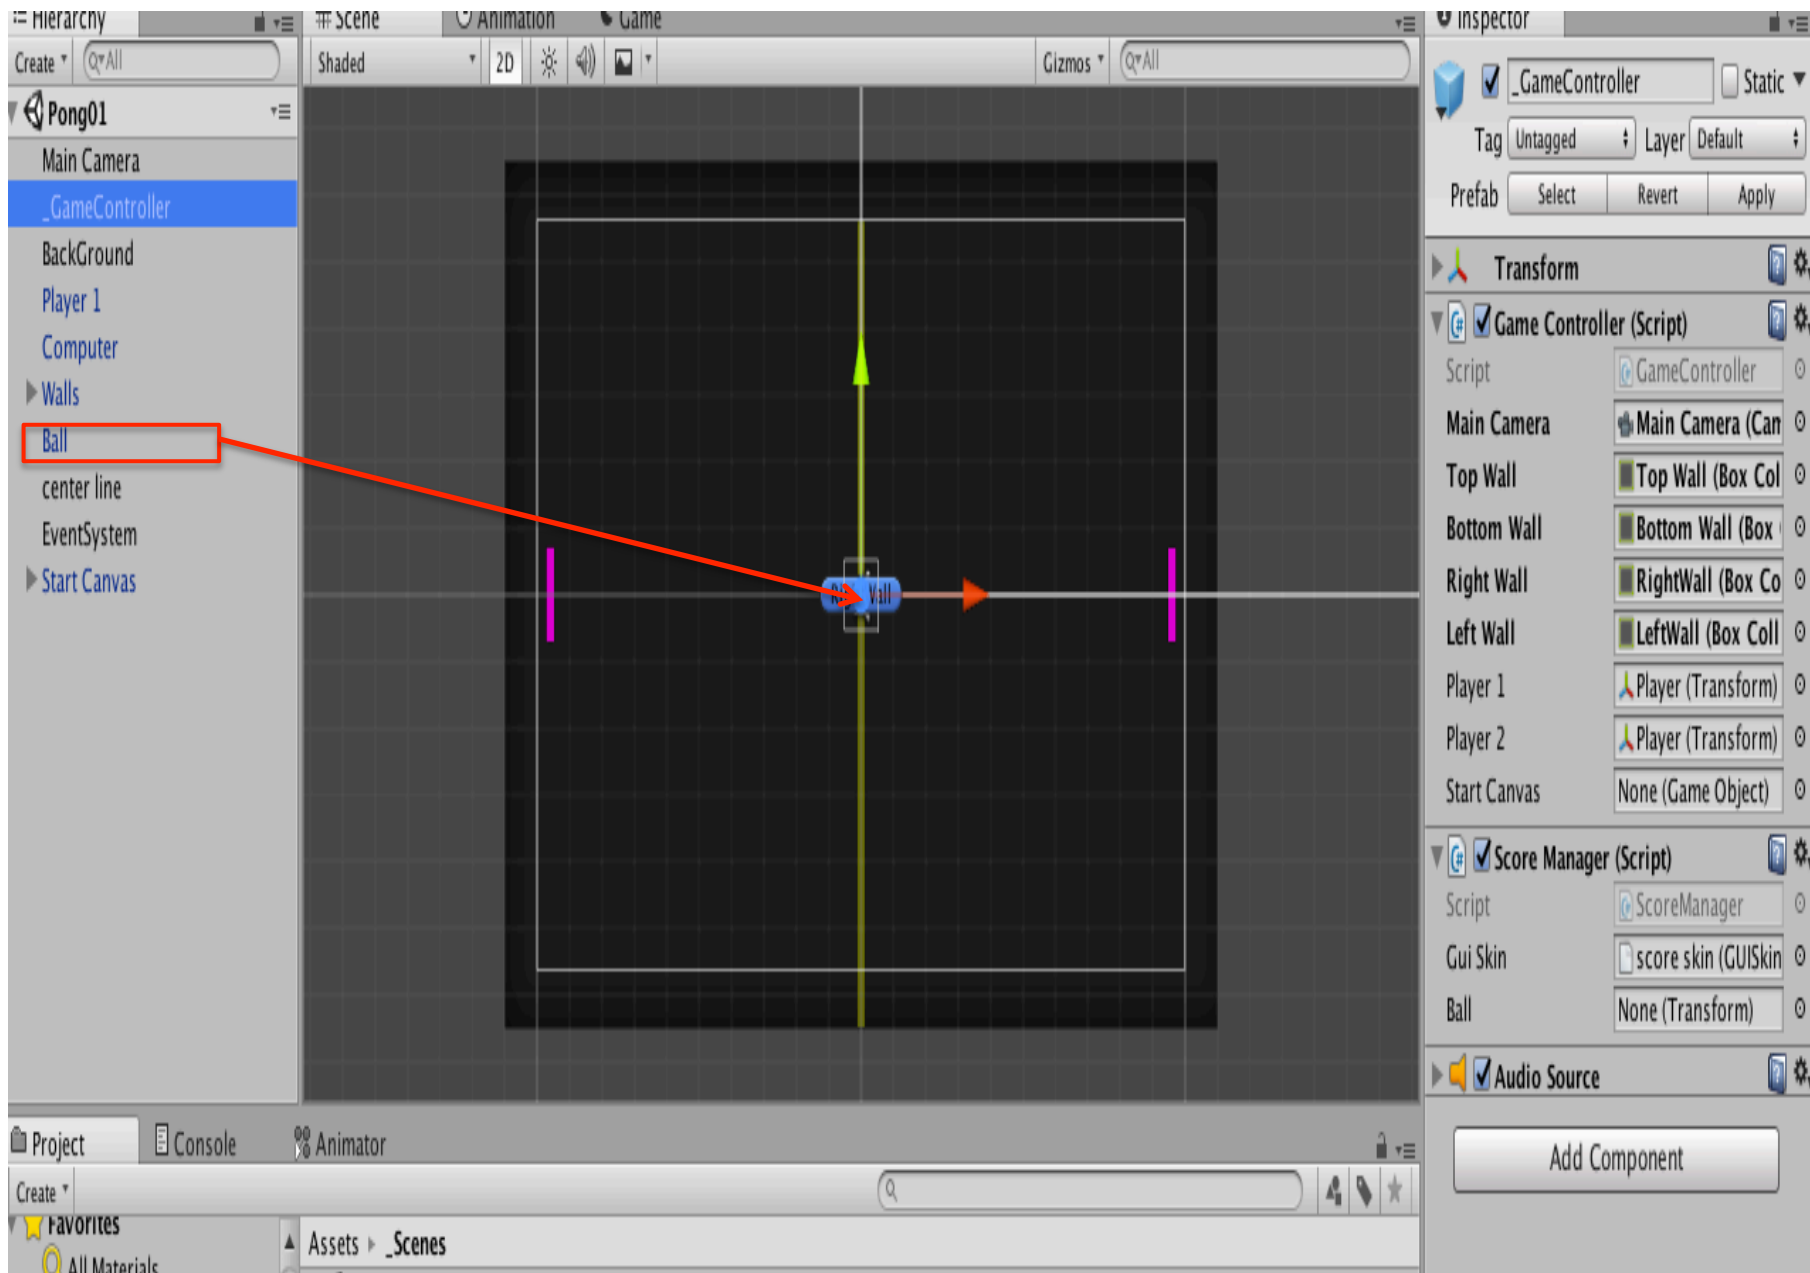 Hierarchy
Create
All
Pong01
Main Camera
_GameController
BackGround
Player 1
Computer
Walls
Ball
center line
EventSystem
Start Canvas
Scene
Animation
Game
Shaded
2D
Gizmos
All
Inspector
_GameController
Static
Tag Untagged Layer Default
Prefab Select Revert Apply
Transform
Game Controller (Script)
Script GameController
Main Camera Main Camera (Cam
Top Wall Top Wall (Box Col
Bottom Wall Bottom Wall (Box
Right Wall RightWall (Box Co
Left Wall LeftWall (Box Coll
Player 1 Player (Transform)
Player 2 Player (Transform)
Start Canvas None (Game Object)
Score Manager (Script)
Script ScoreManager
Gui Skin score skin (GUISkin
Ball None (Transform)
Audio Source
Add Component
Project
Console
Animator
Create
Favorites
All Materials
Assets _Scenes